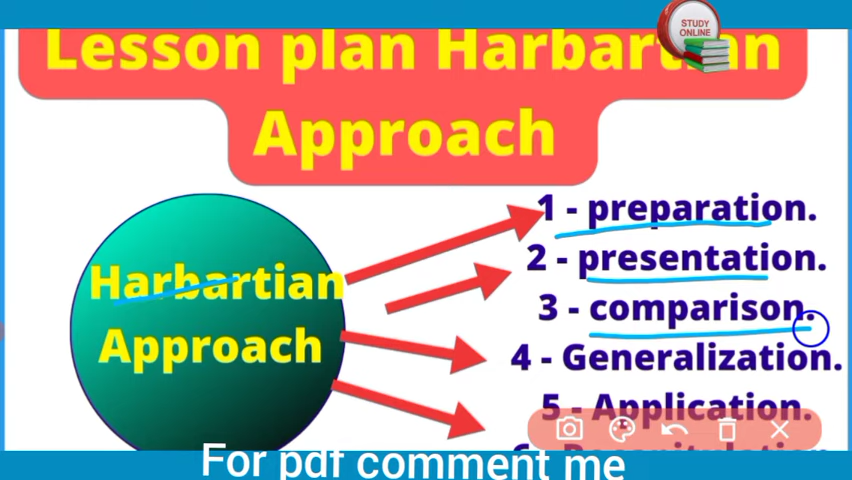 STUDY
ONLINE
Lesson plan Harbartian
Approach
Harbartian
Approach
1 - preparation.
2 - presentation.
3 - comparison.
4 - Generalization.
5 - Application.
For pdf comment me